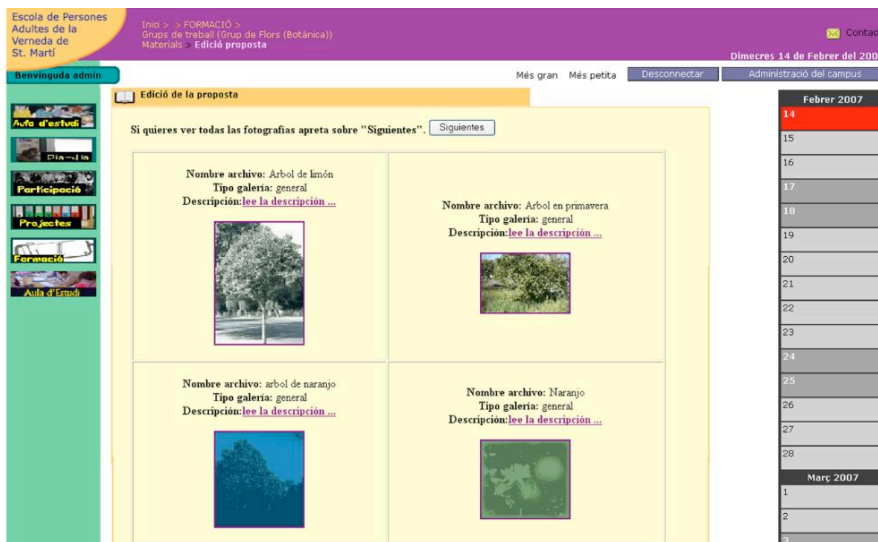 Escola de Persones
Adultes de la
Verneda de
St. Martí
Inici > > FORMACIÓ >
Grups de treball (Grup de Flors (Botànica))
Materials > Edició proposta
Contac
Dimecres 14 de Febrer del 200
Benvinguda admin
Més gran Més petita Desconnectar Administració del campus
Edició de la proposta
Si quieres ver todas las fotografias apreta sobre "Siguientes". Siguientes
Nombre archivo: Arbol de limón
Tipo galería: general
Descripción:lee la descripción ...
Nombre archivo: Arbol en primavera
Tipo galería: general
Descripción:lee la descripción ...
Nombre archivo: arbol de naranjo
Tipo galería: general
Descripción:lee la descripción ...
Nombre archivo: Naranjo
Tipo galería: general
Descripción:lee la descripción ...
Aula d'estudi
Dia-dia
Participació
Projectes
Formació
Aula d'Estudi
Febrer 2007
14
15
16
17
18
19
20
21
22
23
24
25
26
27
28
Març 2007
1
2
3